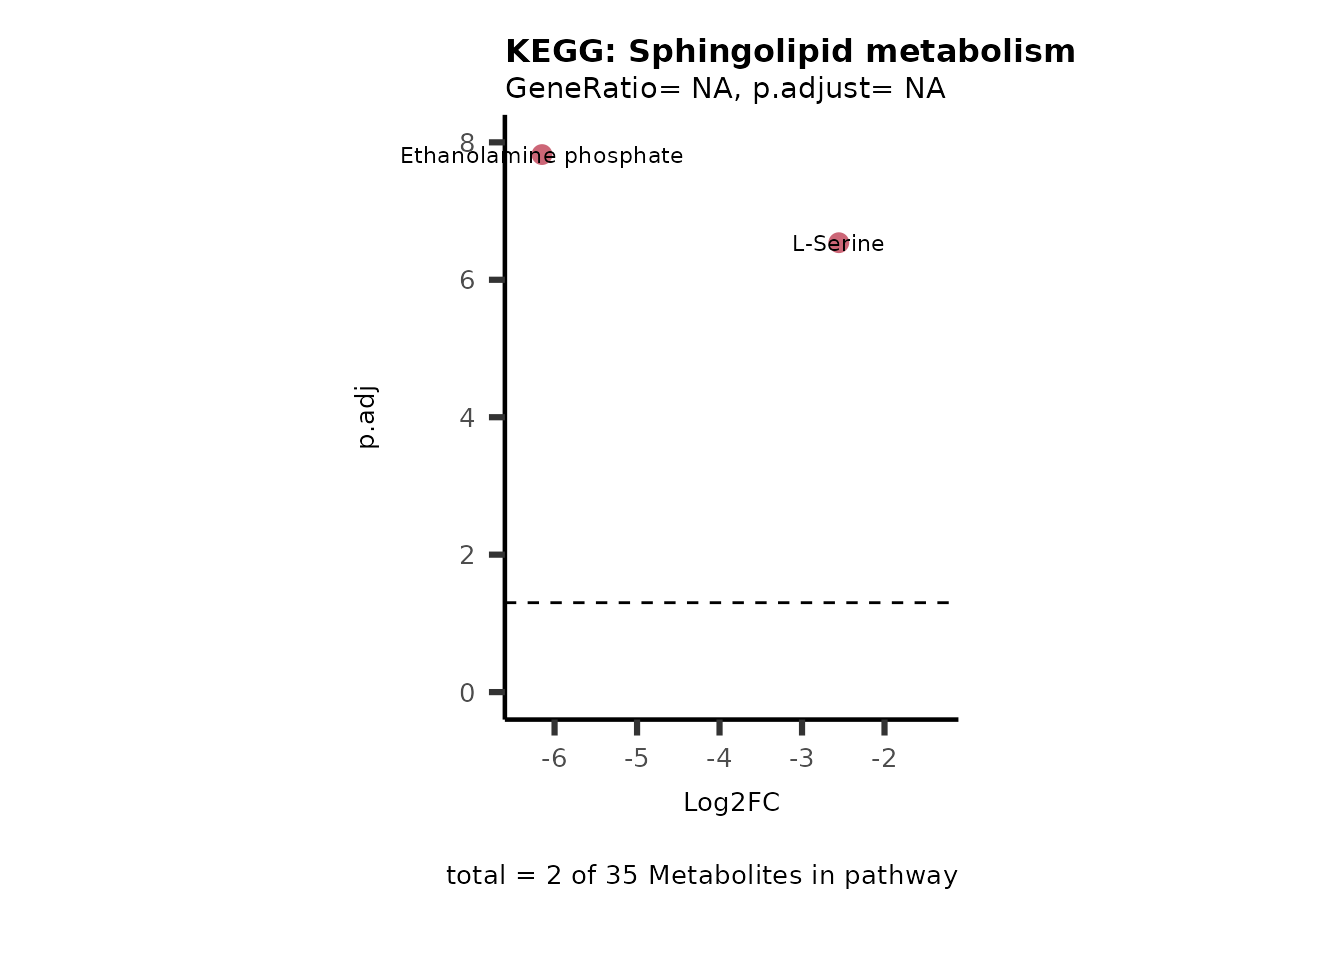 KEGG: Sphingolipid metabolism
GeneRatio= NA, p.adjust= NA
8
Ethanolamine phosphate
L-Serine
6
p.adj
4
2
0
-6 -5 -4 -3 -2
Log2FC
total = 2 of 35 Metabolites in pathway